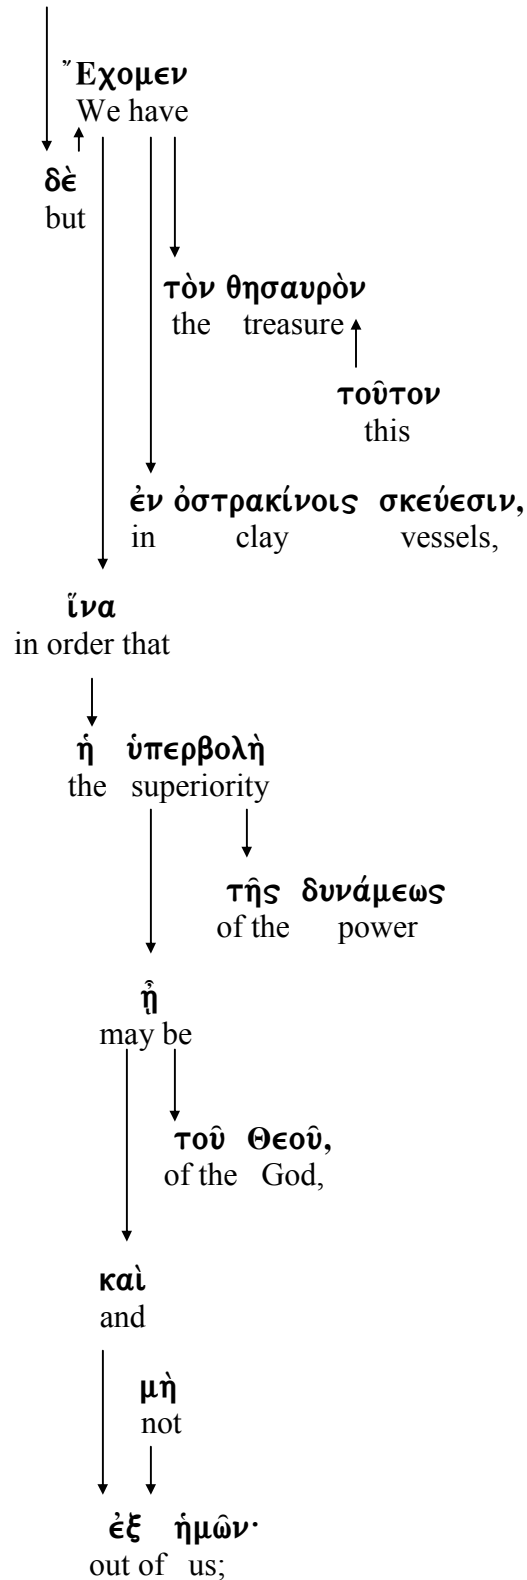 Ἔχομεν
We have
δὲ
but
τὸν θησαυρὸν
the treasure
τοῦτον
this
ἐν ὀστρακίνοις σκεύεσιν,
in clay vessels,
ἵνα
in order that
ἡ ὑπερβολὴ
the superiority
τῆς δυνάμεως
of the power
ᾖ
may be
τοῦ Θεοῦ,
of the God,
καὶ
and
μὴ
not
ἐξ ἡμῶν·
out of us;